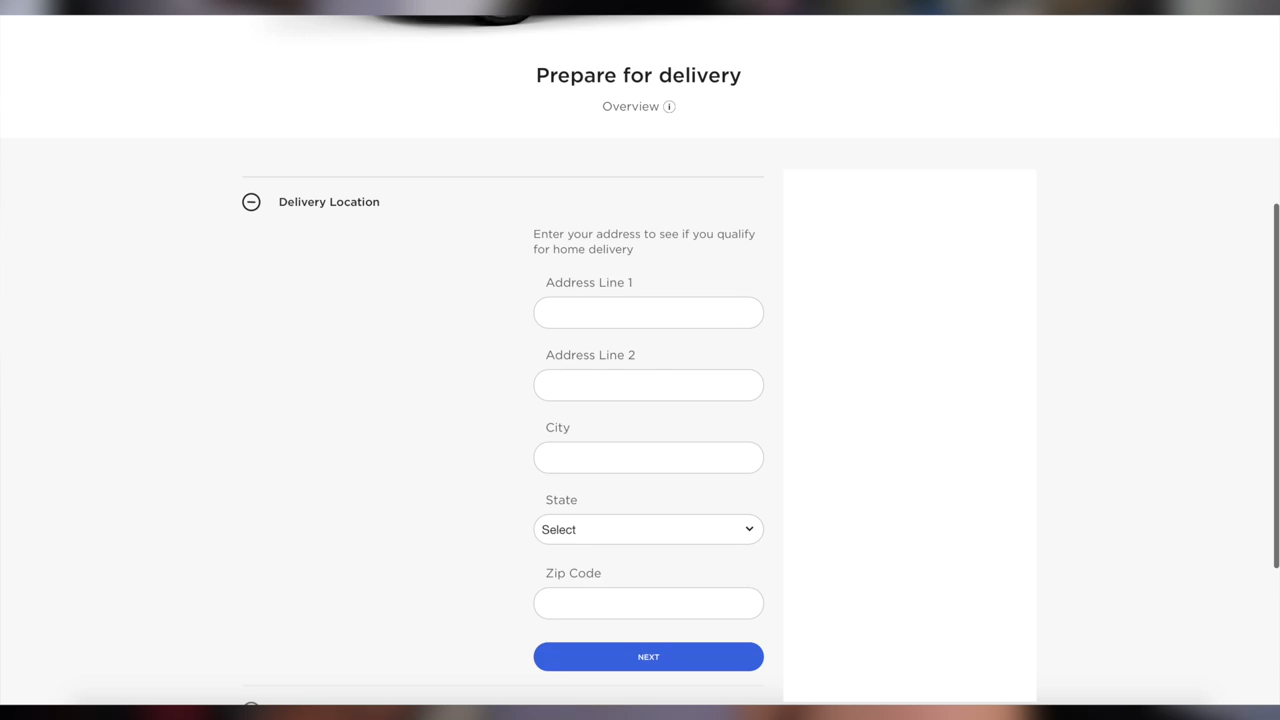 Prepare for delivery
Overview
Delivery Location
Enter your address to see if you qualify
for home delivery
Address Line 1
Address Line 2
City
State
Select
Zip Code
NEXT